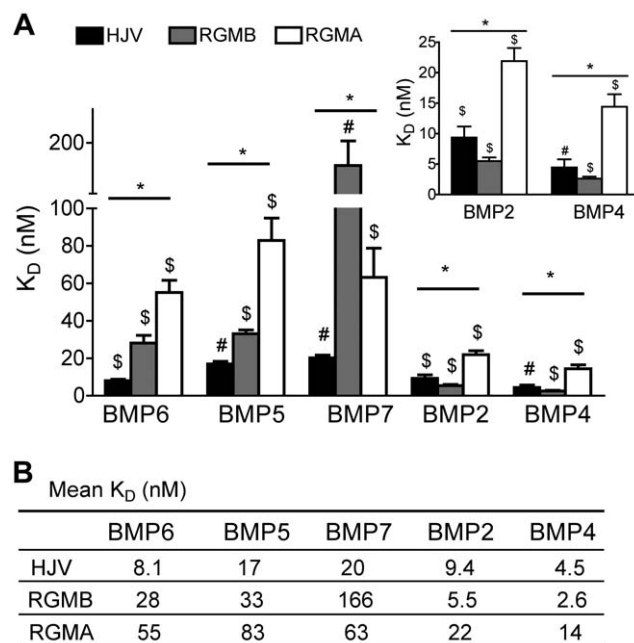 A
HJV RGMB RGMA
* $ $ $
K_D (nM)
200
100
80
60
40
20
0
* # $ $
* # # $
* $ $ $
* # $ $
BMP6 BMP5 BMP7 BMP2 BMP4
K_D (nM)
25
20
15
10
5
0
* $ $ $
* # $ $
BMP2 BMP4
B
Mean K_D (nM)
BMP6 BMP5 BMP7 BMP2 BMP4
HJV 8.1 17 20 9.4 4.5
RGMB 28 33 166 5.5 2.6
RGMA 55 83 63 22 14